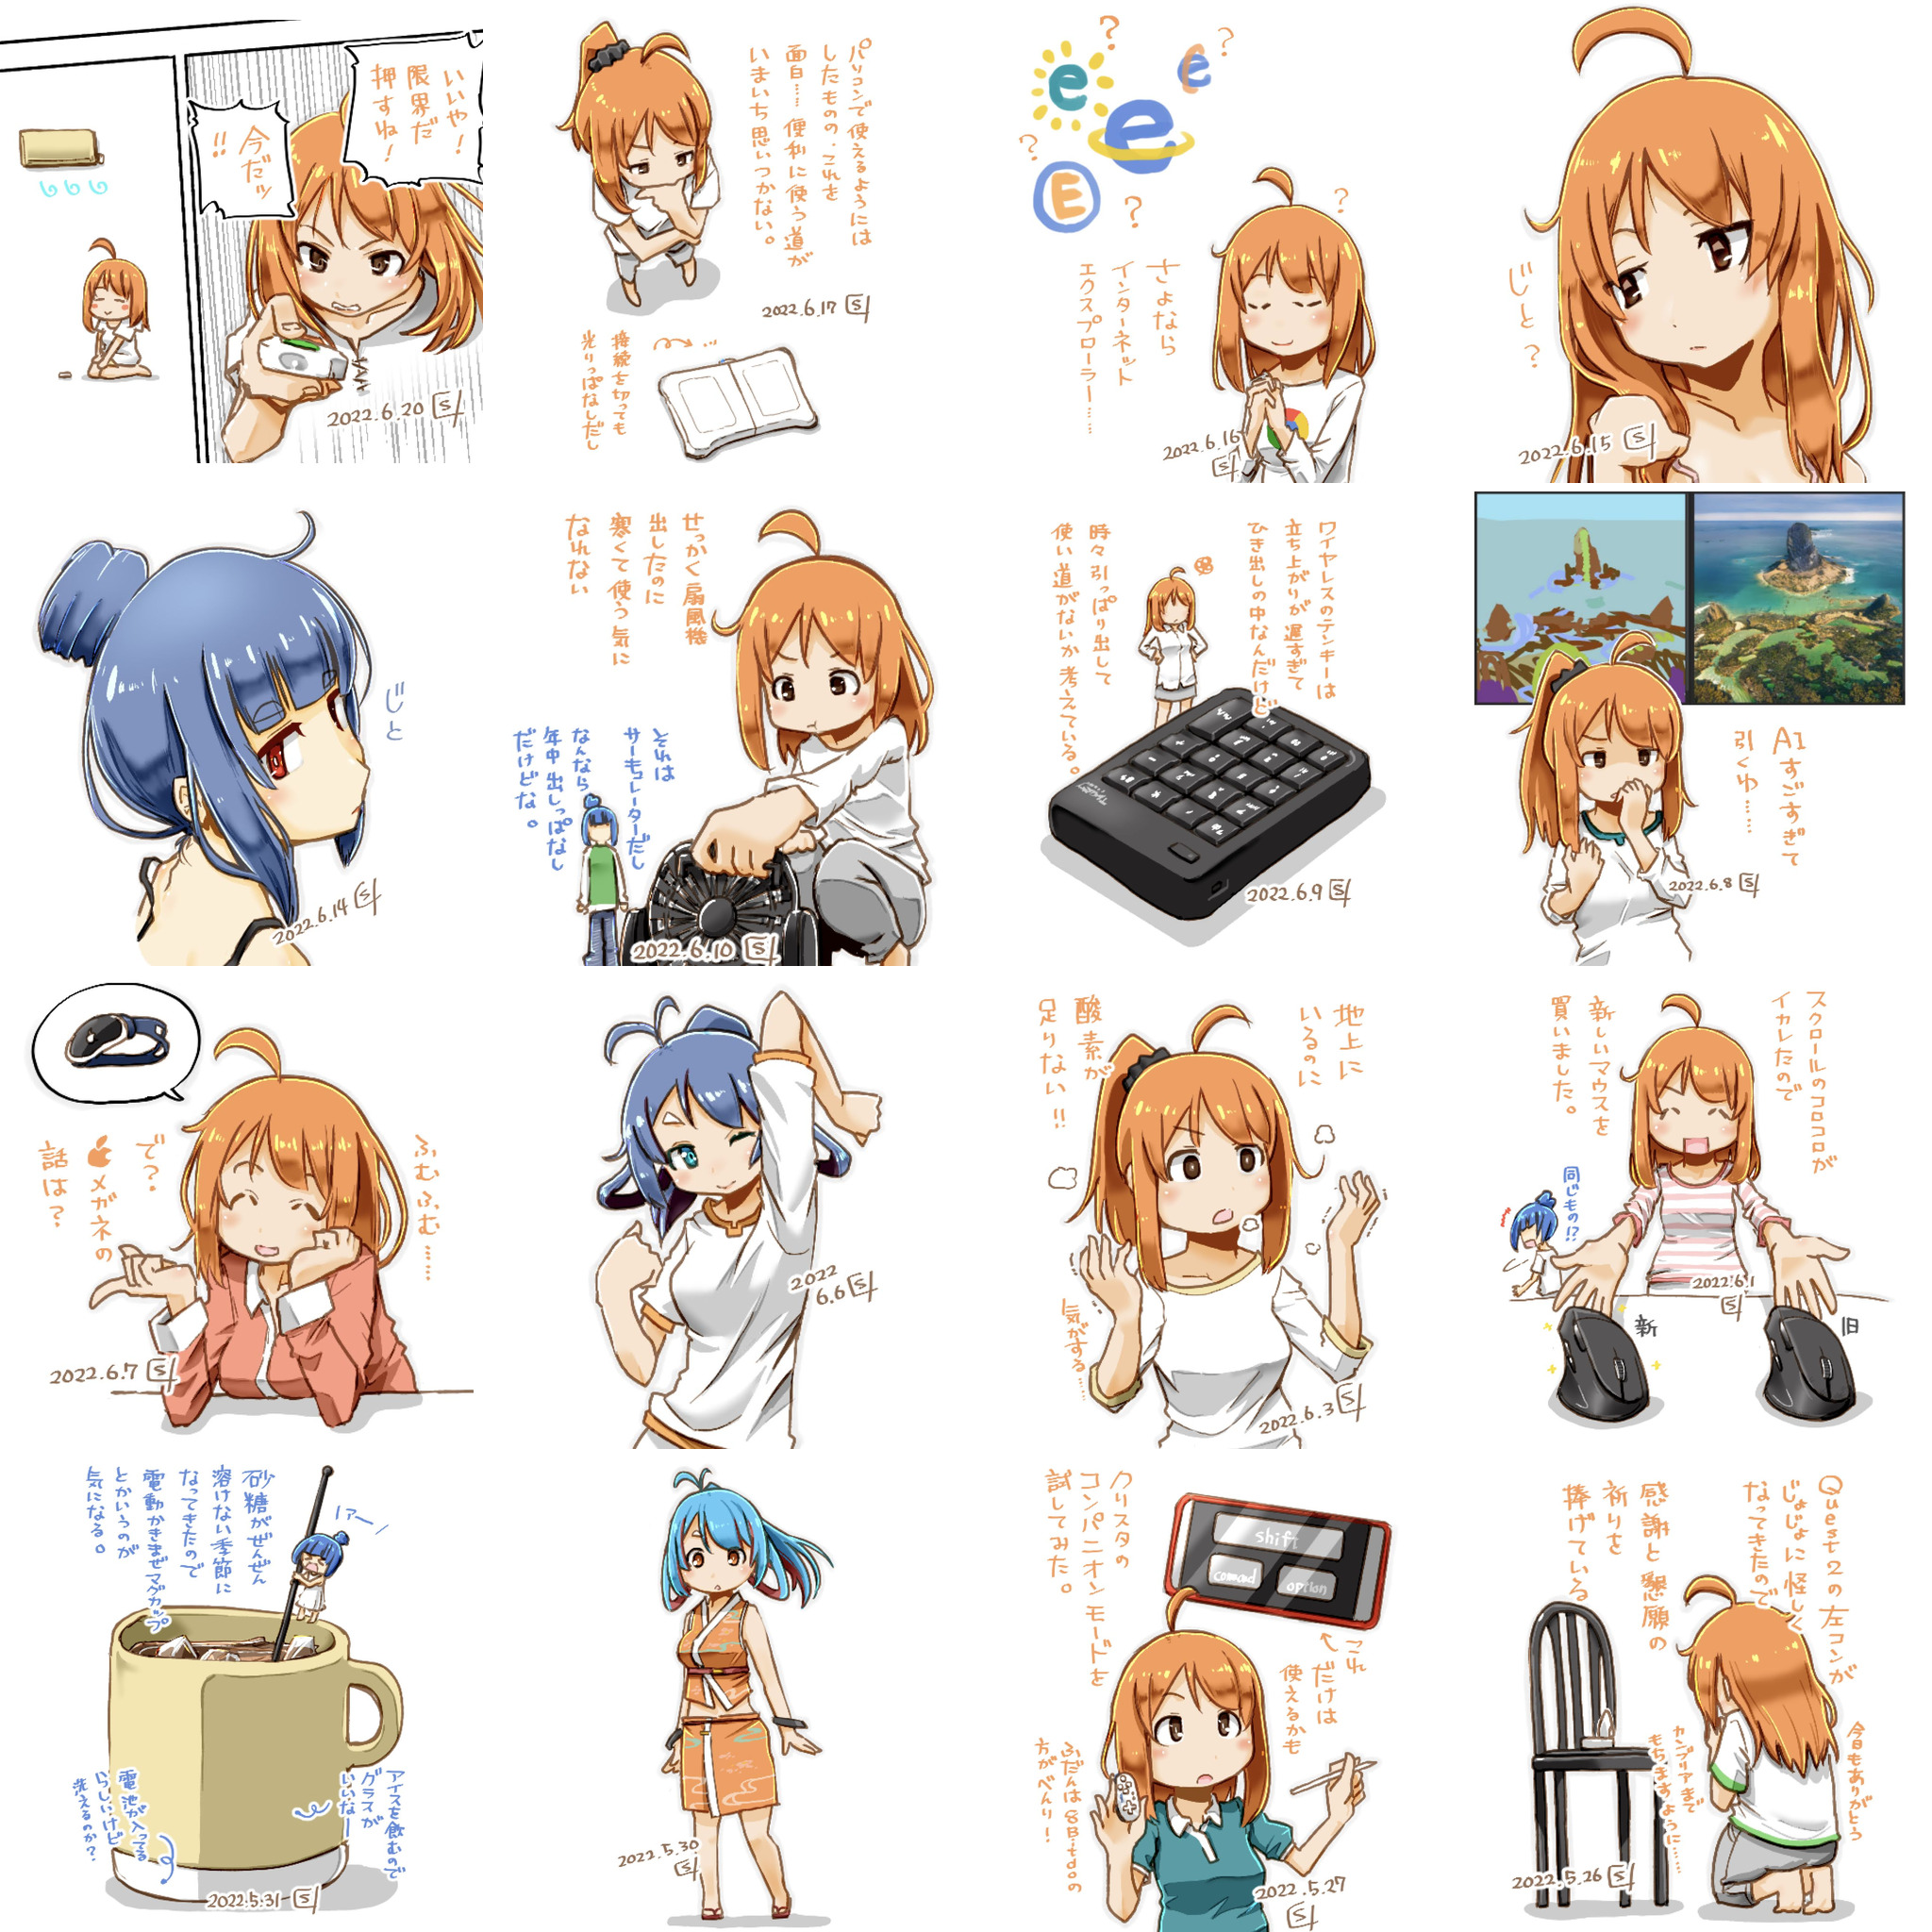 いいや！
限界だ
押すね！
今だッ
!!
2022.6.20
パソコンで使えるようには
したものの、これを
面白……便利に使う道が
いまいち思いつかない。
2022.6.17
接続を切っても
光りっぱなしだし
?
?
e
e
e
?
E
?
?
さよなら
インターネット
エクスプローラー……
2022.6.16
じと?
2022.6.15
じと
2022.6.14
せっかく扇風機
出したのに
寒くて使う気に
なれない
それは
サーキュレーターだし
なんなら
年中出しっぱなし
だけどな。
2022.6.10
ワイヤレスのテンキーは
立ち上がりが遅すぎて
ひき出しの中なんだけど
時々引っぱり出して
使い道がないか考えている。
2022.6.9
AIすごすぎて
引くわ……
2022.6.8
ふむふむ……
で?
メガネの
話は?
2022.6.7
2022
6.6
地上に
いるのに
酸素が
足りない!!
気がする……
2022.6.3
スクロールのコロコロが
イカレたので
新しいマウスを
買いました。
同じもの!?
2022.6.1
新
旧
砂糖がぜんぜん
溶けない季節に
なってきたので
電動かきまぜマグカップ
とかいうのが
気になる。
アイスを飲むので
グラスが
いいなー
電池が入ってる
らしいけど
洗えるのか?
2022.5.31
2022.5.30
クリスタの
コンパニオンモードを
試してみた。
shift
comand
option
これ
だけは
使えるかも
ふだんは8Bitdoの
方がべんり!
2022.5.27
Quest2の左コンが
じょじょに怪しく
なってきたので
感謝と懇願の
祈りを
捧げている
今日もありがとう
カンブリアまで
もちますように……
2022.5.26